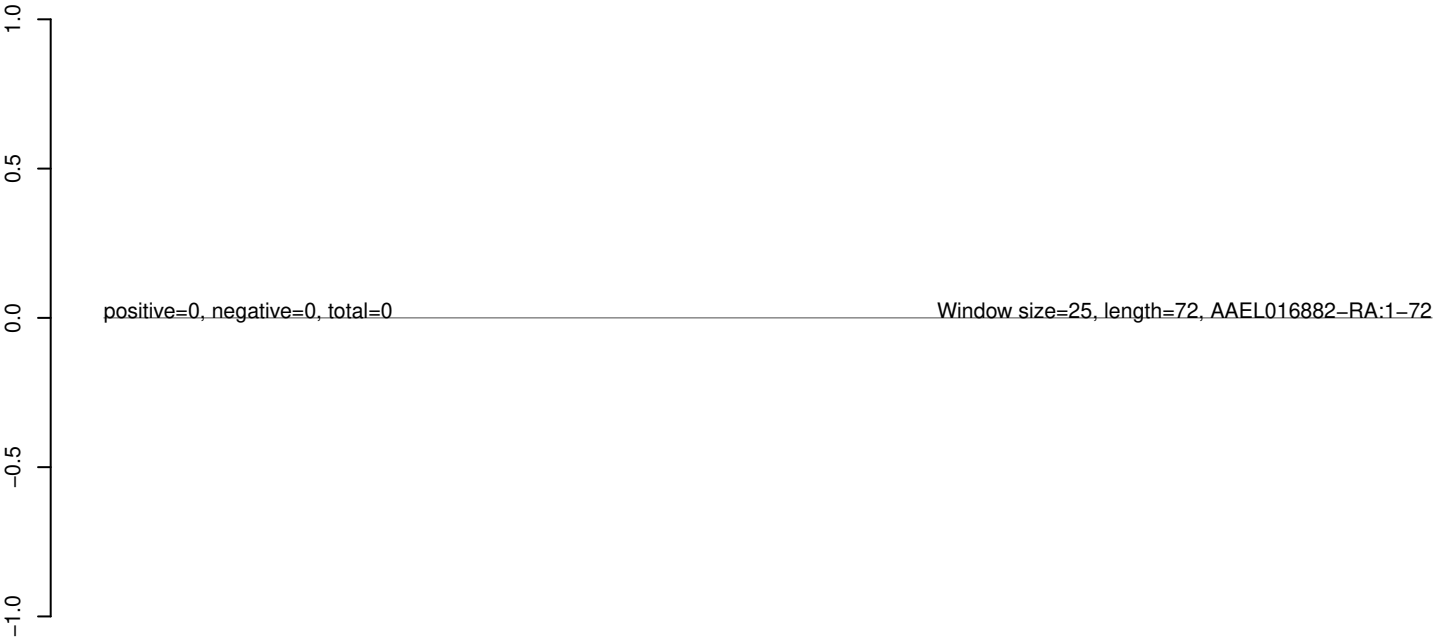 1.0
0.5
0.0
−0.5
−1.0
positive=0, negative=0, total=0
Window size=25, length=72, AAEL016882−RA:1−72